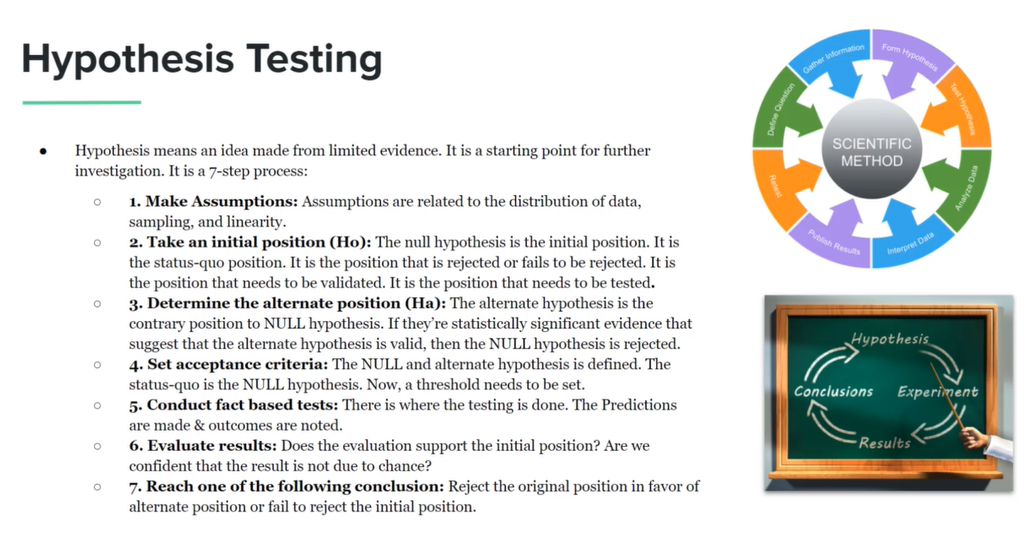 Hypothesis Testing
● Hypothesis means an idea made from limited evidence. It is a starting point for further
investigation. It is a 7-step process:
○ 1. Make Assumptions: Assumptions are related to the distribution of data,
sampling, and linearity.
○ 2. Take an initial position (Ho): The null hypothesis is the initial position. It is
the status-quo position. It is the position that is rejected or fails to be rejected. It is
the position that needs to be validated. It is the position that needs to be tested.
○ 3. Determine the alternate position (Ha): The alternate hypothesis is the
contrary position to NULL hypothesis. If they're statistically significant evidence that
suggest that the alternate hypothesis is valid, then the NULL hypothesis is rejected.
○ 4. Set acceptance criteria: The NULL and alternate hypothesis is defined. The
status-quo is the NULL hypothesis. Now, a threshold needs to be set.
○ 5. Conduct fact based tests: There is where the testing is done. The Predictions
are made & outcomes are noted.
○ 6. Evaluate results: Does the evaluation support the initial position? Are we
confident that the result is not due to chance?
○ 7. Reach one of the following conclusion: Reject the original position in favor of
alternate position or fail to reject the initial position.
Define Question
Gather Information
Form Hypothesis
Test Hypothesis
Analyze Data
Interpret Data
Publish Results
Retest
SCIENTIFIC
METHOD
Hypothesis
Conclusions Experiment
Results